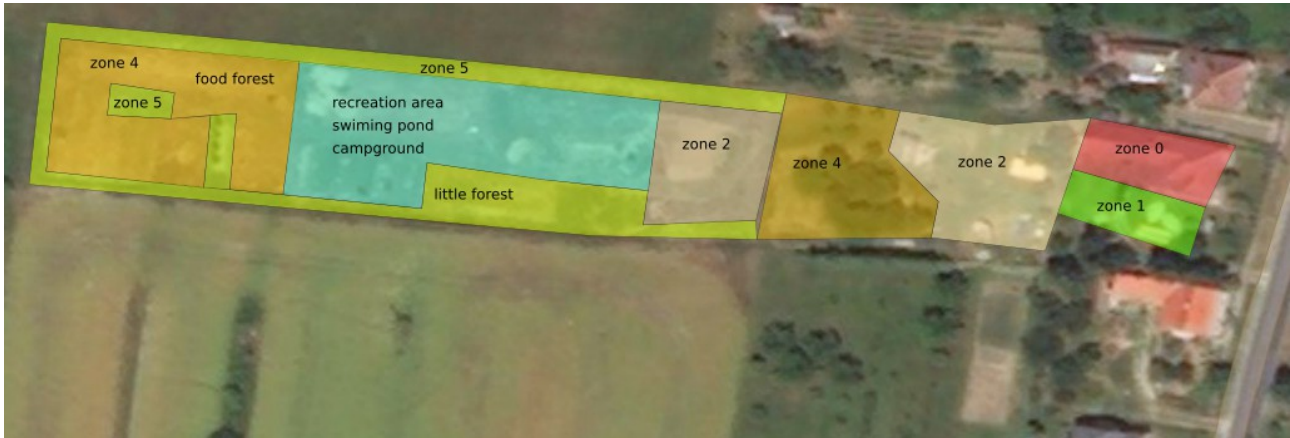 zone 4
food forest
zone 5
zone 5
recreation area
swiming pond
campground
little forest
zone 2
zone 4
zone 2
zone 0
zone 1